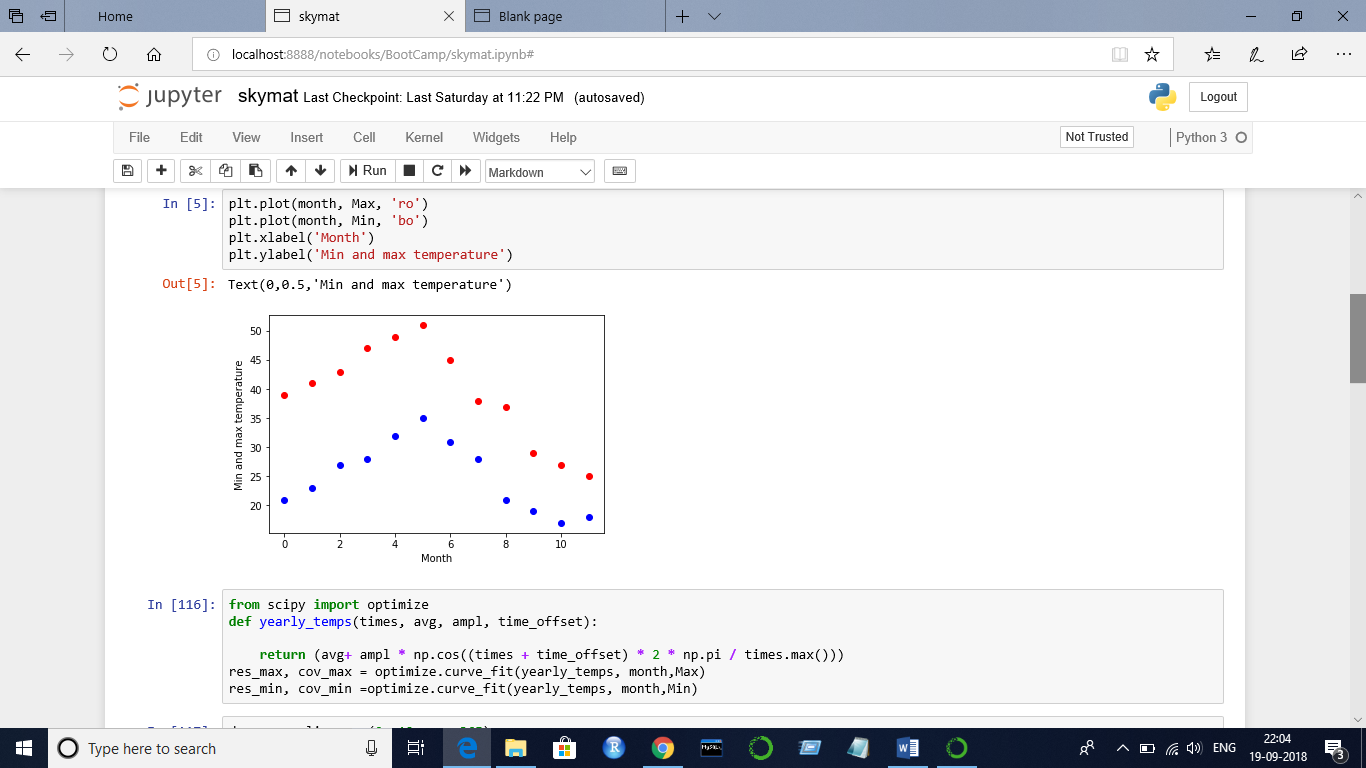 Home
skymat
Blank page
localhost:8888/notebooks/BootCamp/skymat.ipynb#
jupyter skymat Last Checkpoint: Last Saturday at 11:22 PM (autosaved)
Logout
File Edit View Insert Cell Kernel Widgets Help
Not Trusted
Python 3
Run
Markdown
In [5]: plt.plot(month, Max, 'ro')
plt.plot(month, Min, 'bo')
plt.xlabel('Month')
plt.ylabel('Min and max temperature')
Out[5]: Text(0,0.5,'Min and max temperature')
50
45
40
35
30
25
20
Min and max temperature
0 2 4 6 8 10
Month
In [116]: from scipy import optimize
def yearly_temps(times, avg, ampl, time_offset):
return (avg+ ampl * np.cos((times + time_offset) * 2 * np.pi / times.max()))
res_max, cov_max = optimize.curve_fit(yearly_temps, month,Max)
res_min, cov_min =optimize.curve_fit(yearly_temps, month,Min)
Type here to search
R
MySQL
W
ENG
22:04
19-09-2018
3